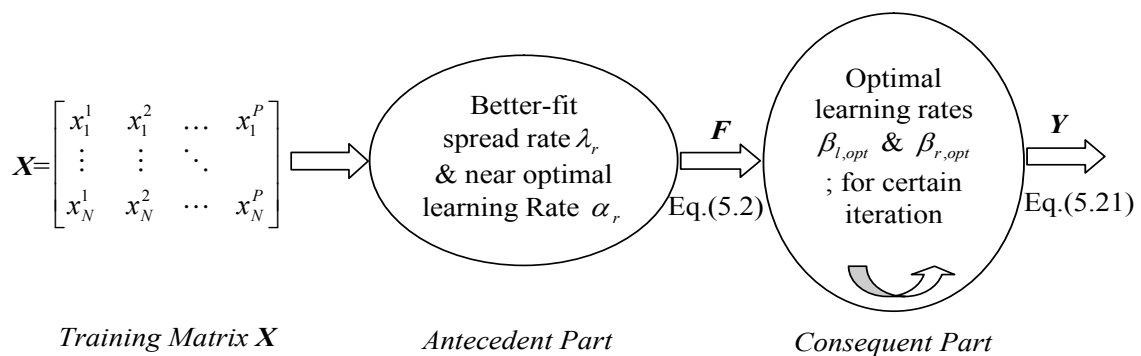 X=[x_1^1 x_1^2 … x_1^P
⋮ ⋮ ⋱
x_N^1 x_N^2 ⋯ x_N^P]
Training Matrix X
Better-fit
spread rate λ_r
& near optimal
learning Rate α_r
Antecedent Part
F
Eq.(5.2)
Optimal
learning rates
β_{l,opt} & β_{r,opt}
; for certain
iteration
Consequent Part
Y
Eq.(5.21)